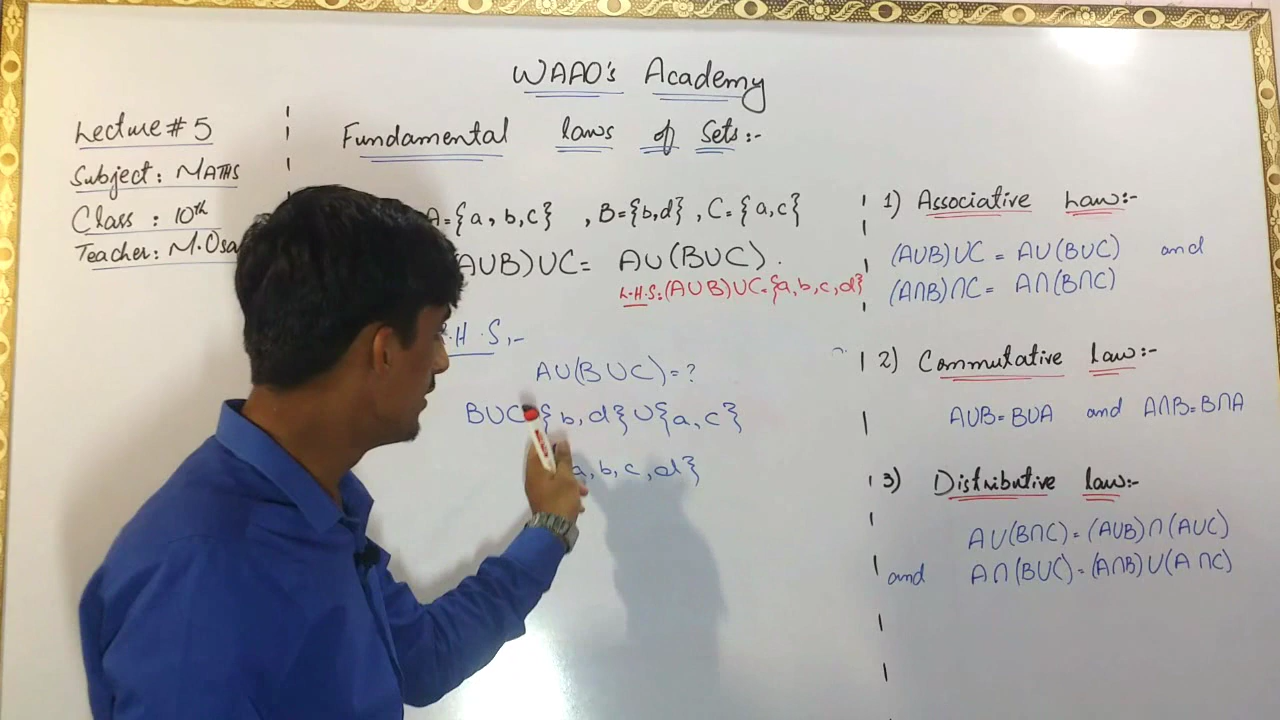 WAAO's Academy
Lecture # 5
Subject: MATHS
Class : 10th
Teacher: M.Osa
Fundamental laws of Sets:-
A={a, b,c} , B={b,d} , C={a,c}
(AUB)UC= AU(BUC).
L.H.S:(AUB)UC={a,b,c,d}
.H.S,-
AU(BUC)=?
BUC {b,d}U{a,c}
a,b,c,d}
1) Associative Law:-
(AUB)UC = AU(BUC) and
(A∩B)∩C= A∩(B∩C)
2) Commutative Law:-
AUB=BUA and A∩B=B∩A
3) Distributive law:-
AU(B∩C)=(AUB)∩(AUC)
and A∩(BUC)=(A∩B)U(A∩C)